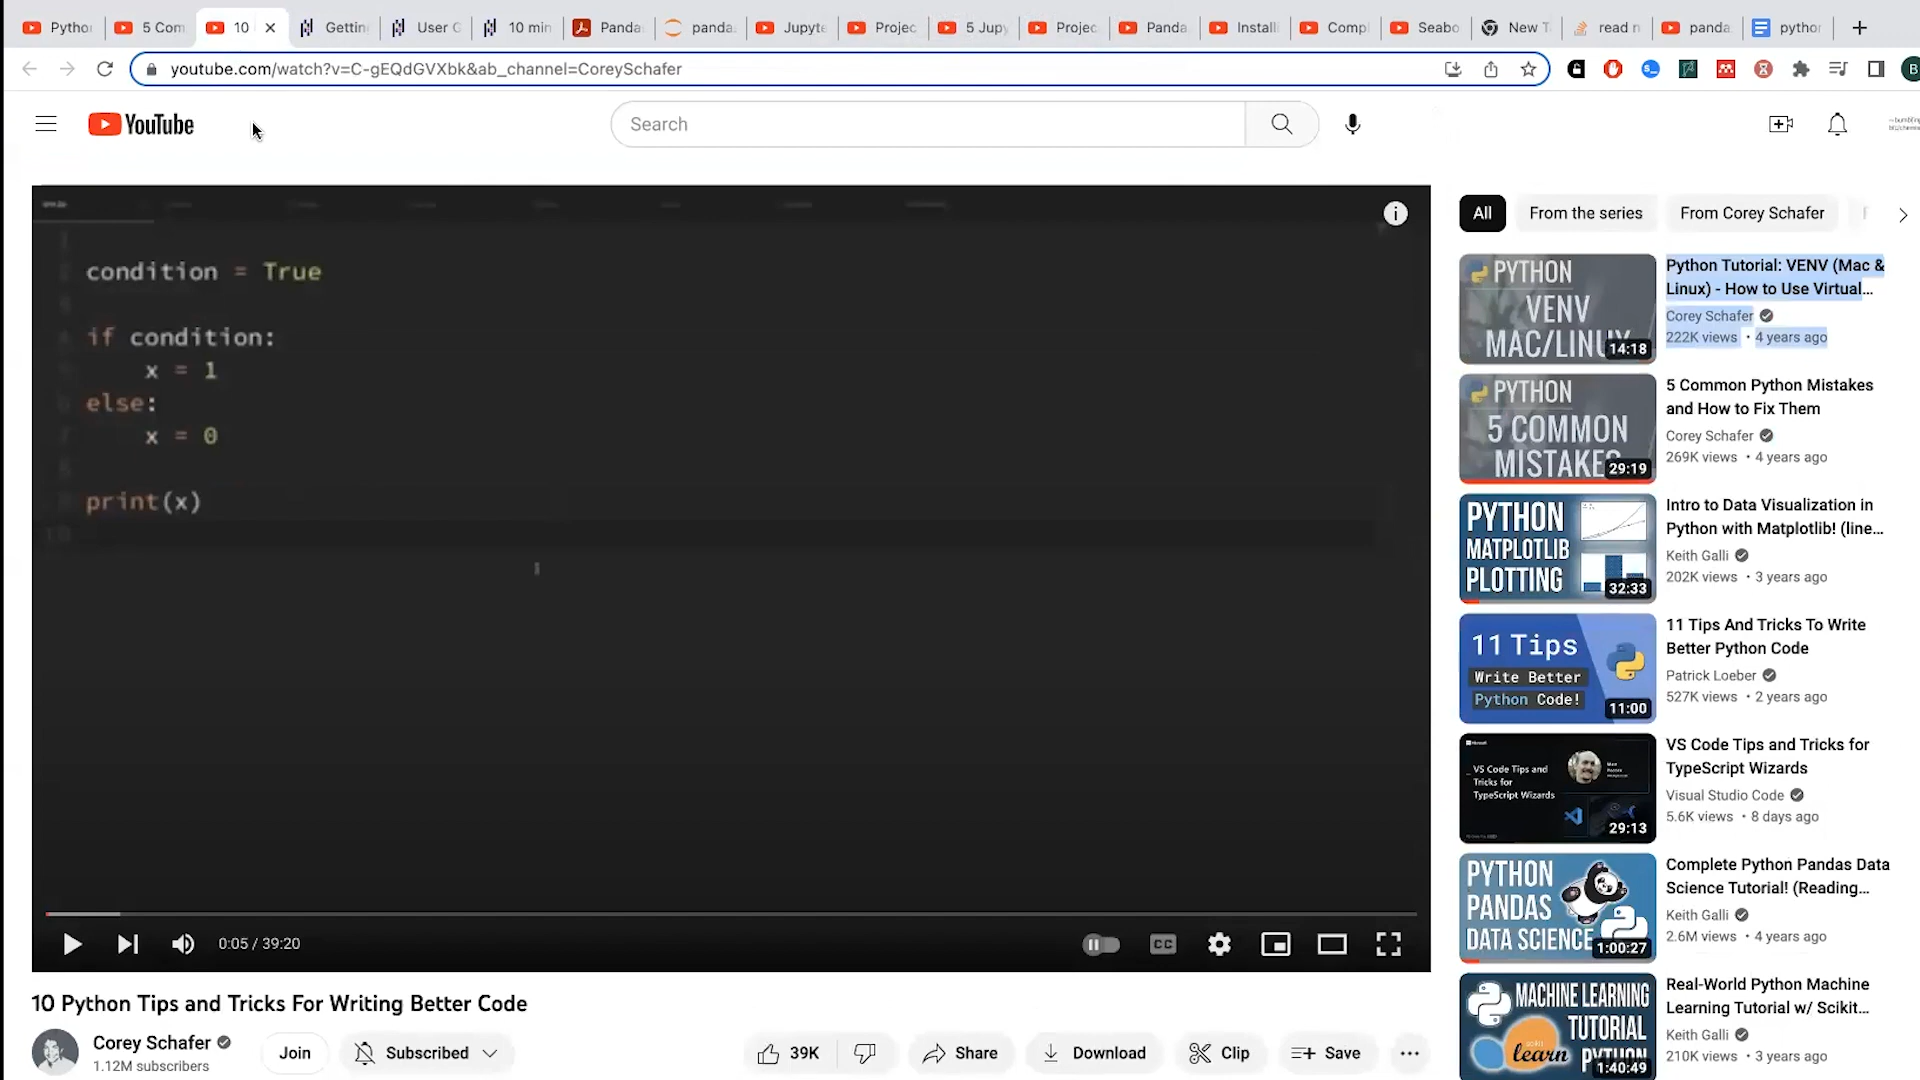 Pytho
5 Com
10
Getting
User G
10 min
Panda
panda
Jupyte
Projec
5 Jupy
Projec
Panda
Install
Compl
Seabo
New T
read n
panda
python
youtube.com/watch?v=C-gEQdGVXbk&ab_channel=CoreySchafer
YouTube
Search
condition = True
if condition:
x = 1
else:
x = 0
print(x)
10
0:05 / 39:20
CC
10 Python Tips and Tricks For Writing Better Code
Corey Schafer
1.12M subscribers
Join
Subscribed
39K
Share
Download
Clip
Save
All
From the series
From Corey Schafer
PYTHON
VENV
MAC/LINUX
14:18
Python Tutorial: VENV (Mac &
Linux) - How to Use Virtual...
Corey Schafer
222K views • 4 years ago
PYTHON
5 COMMON
MISTAKES
29:19
5 Common Python Mistakes
and How to Fix Them
Corey Schafer
269K views • 4 years ago
PYTHON
MATPLOTLIB
PLOTTING
32:33
Intro to Data Visualization in
Python with Matplotlib! (line...
Keith Galli
202K views • 3 years ago
11 Tips
Write Better
Python Code!
11:00
11 Tips And Tricks To Write
Better Python Code
Patrick Loeber
527K views • 2 years ago
VS Code Tips and
Tricks for
TypeScript Wizards
29:13
VS Code Tips and Tricks for
TypeScript Wizards
Visual Studio Code
5.6K views • 8 days ago
PYTHON
PANDAS
DATA SCIENCE
1:00:27
Complete Python Pandas Data
Science Tutorial! (Reading...
Keith Galli
2.6M views • 4 years ago
MACHINE LEARNING
TUTORIAL
PYTHON
learn
1:40:49
Real-World Python Machine
Learning Tutorial w/ Scikit...
Keith Galli
210K views • 3 years ago